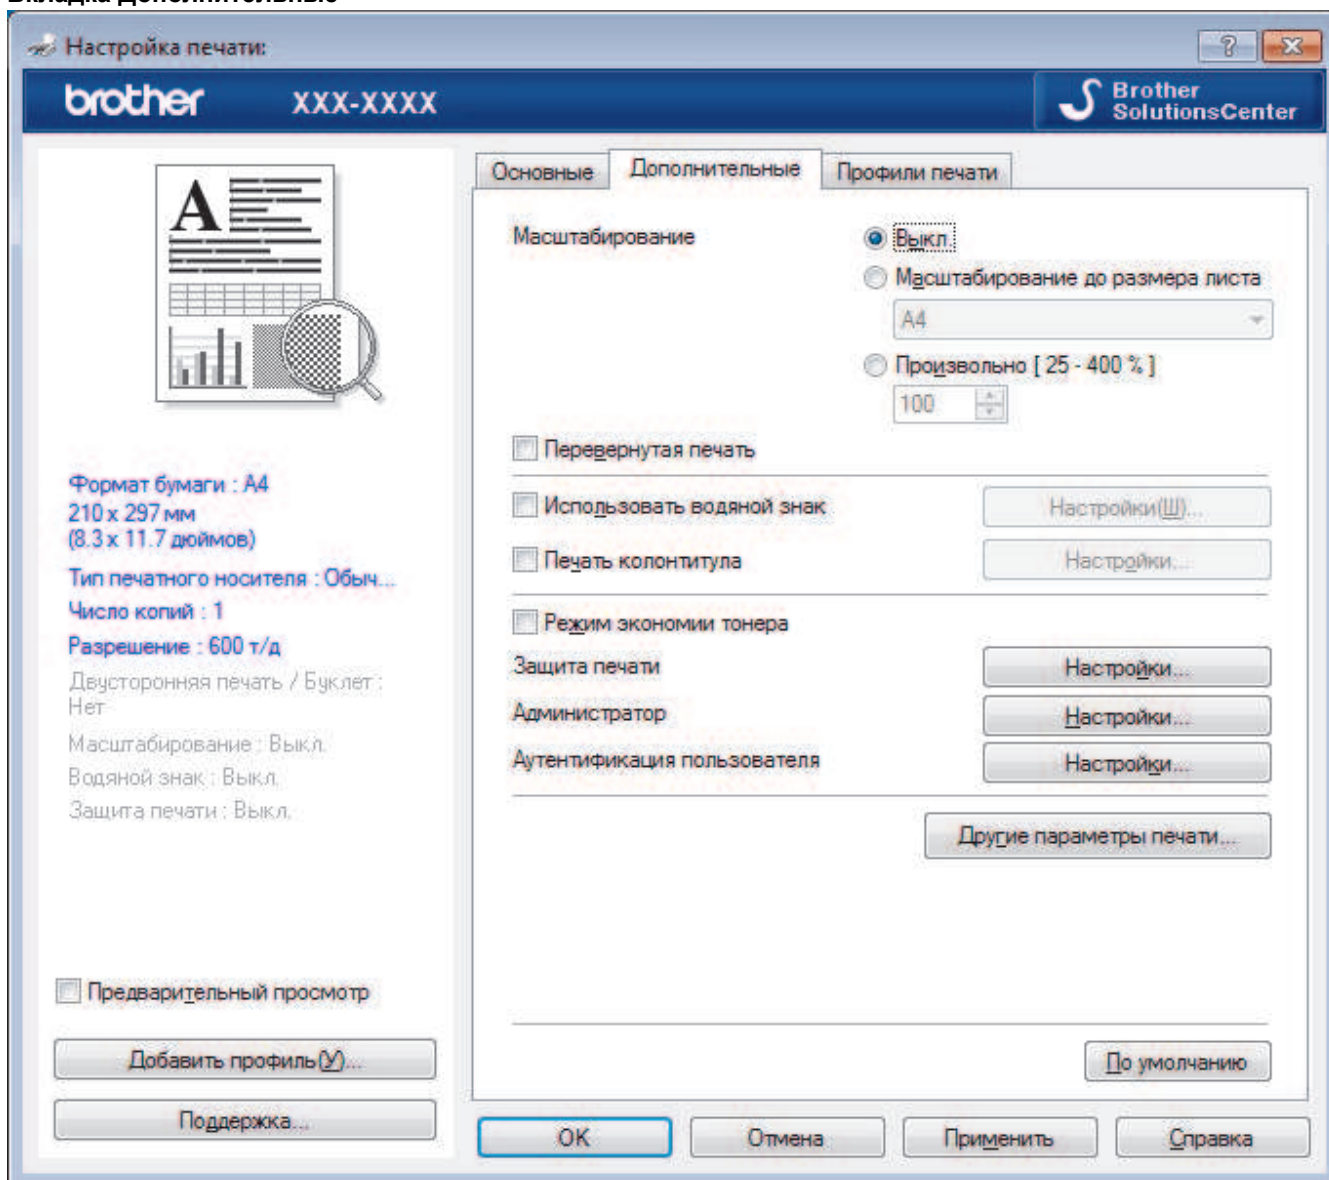 Вкладка Дополнительные
Настройка печати:
brother XXX-XXXX
Brother
SolutionsCenter
A
Формат бумаги : A4
210 x 297 мм
(8.3 x 11.7 дюймов)
Тип печатного носителя : Обыч...
Число копий : 1
Разрешение : 600 т/д
Двусторонняя печать / Буклет :
Нет
Масштабирование : Выкл.
Водяной знак : Выкл.
Защита печати : Выкл.
Предварительный просмотр
Добавить профиль(У)...
Поддержка...
Основные Дополнительные Профили печати
Масштабирование Выкл.
Масштабирование до размера листа
A4
Произвольно [ 25 - 400 % ]
100
Перевернутая печать
Использовать водяной знак Настройки(Ш)...
Печать колонтитула Настройки...
Режим экономии тонера
Защита печати Настройки...
Администратор Настройки...
Аутентификация пользователя Настройки...
Другие параметры печати...
По умолчанию
OK Отмена Применить Справка